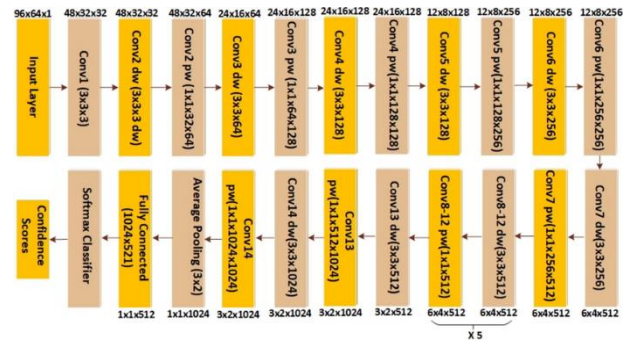 96x64x1
48x32x32
48x32x32
48x32x64
24x16x64
24x16x128
24x16x128
24x16x128
12x8x128
12x8x256
12x8x256
12x8x256
Input Layer
Conv1 (3x3x3)
Conv2 dw (3x3x3 dw)
Conv2 pw (1x1x32x64)
Conv3 dw (3x3x64)
Conv3 pw (1x1x64x128)
Conv4 dw (3x3x128)
Conv4 pw(1x1x128x128)
Conv5 dw (3x3x128)
Conv5 pw(1x1x128x256)
Conv6 dw (3x3x256)
Conv6 pw(1x1x256x256)
Conv7 dw(3x3x256)
Conv7 pw(1x1x256x512)
Conv8-12 dw(3x3x512)
Conv8-12 pw(1x1x512)
Conv13 dw(3x3x512)
Conv13
pw(1x1x512x1024)
Conv14 dw(3x3x1024)
Conv14
pw(1x1x1024x1024)
Average Pooling (3x2)
Fully Connected
(1024x521)
Softmax Classifier
Confidence
Scores
1x1x512
1x1x1024
3x2x1024
3x2x1024
3x2x1024
3x2x512
6x4x512
6x4x512
6x4x512
6x4x256
X 5